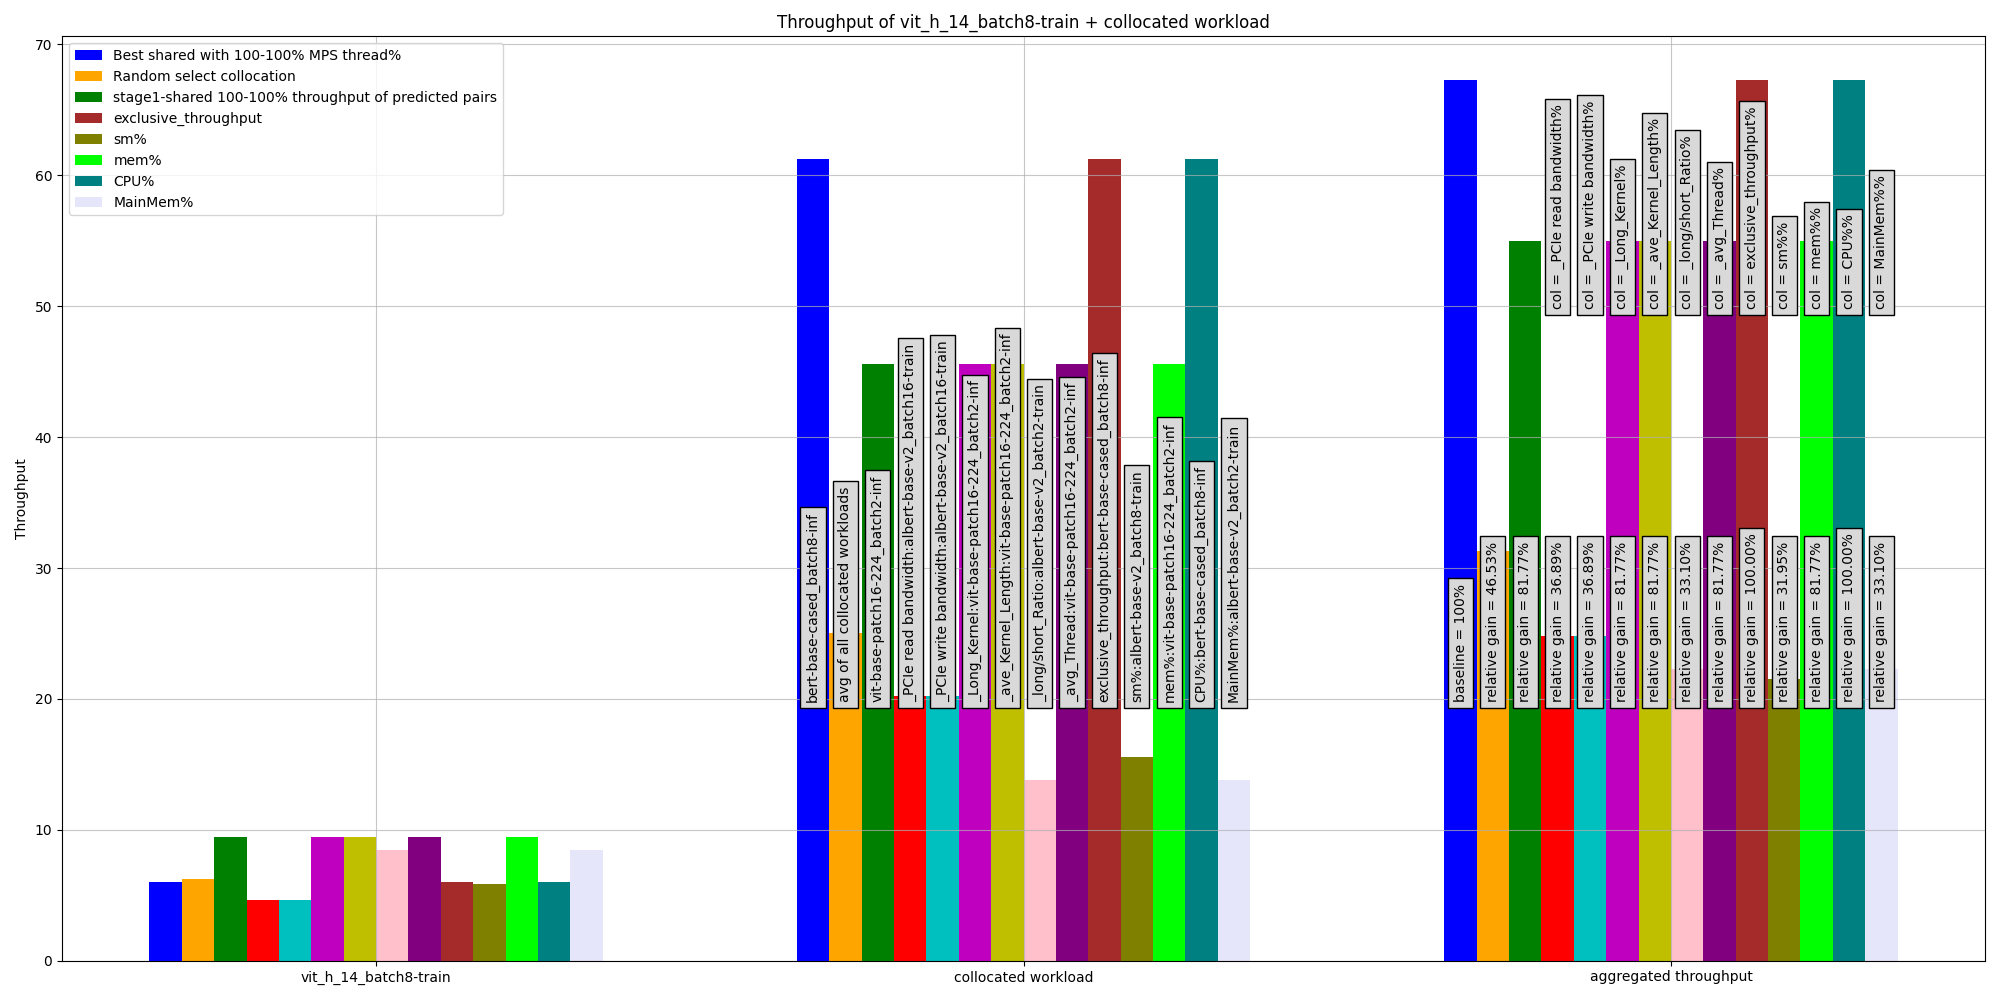 Throughput of vit_h_14_batch8-train + collocated workload
Best shared with 100-100% MPS thread%
Random select collocation
stage1-shared 100-100% throughput of predicted pairs
exclusive_throughput
sm%
mem%
CPU%
MainMem%
Throughput
70
60
50
40
30
20
10
0
bert-base-cased_batch8-inf
avg of all collocated workloads
vit-base-patch16-224_batch2-inf
_PCIe read bandwidth:albert-base-v2_batch16-train
_PCIe write bandwidth:albert-base-v2_batch16-train
_Long_Kernel:vit-base-patch16-224_batch2-inf
_ave_Kernel_Length:vit-base-patch16-224_batch2-inf
_long/short_Ratio:albert-base-v2_batch2-train
_avg_Thread:vit-base-patch16-224_batch2-inf
exclusive_throughput:bert-base-cased_batch8-inf
sm%:albert-base-v2_batch8-train
mem%:vit-base-patch16-224_batch2-inf
CPU%:bert-base-cased_batch8-inf
MainMem%:albert-base-v2_batch2-train
col = _PCIe read bandwidth%
col = _PCIe write bandwidth%
col = _Long_Kernel%
col = _ave_Kernel_Length%
col = _long/short_Ratio%
col = _avg_Thread%
col = exclusive_throughput%
col = sm%%
col = mem%%
col = CPU%%
col = MainMem%%
baseline = 100%
relative gain = 46.53%
relative gain = 81.77%
relative gain = 36.89%
relative gain = 36.89%
relative gain = 81.77%
relative gain = 81.77%
relative gain = 33.10%
relative gain = 81.77%
relative gain = 100.00%
relative gain = 31.95%
relative gain = 81.77%
relative gain = 100.00%
relative gain = 33.10%
vit_h_14_batch8-train
collocated workload
aggregated throughput